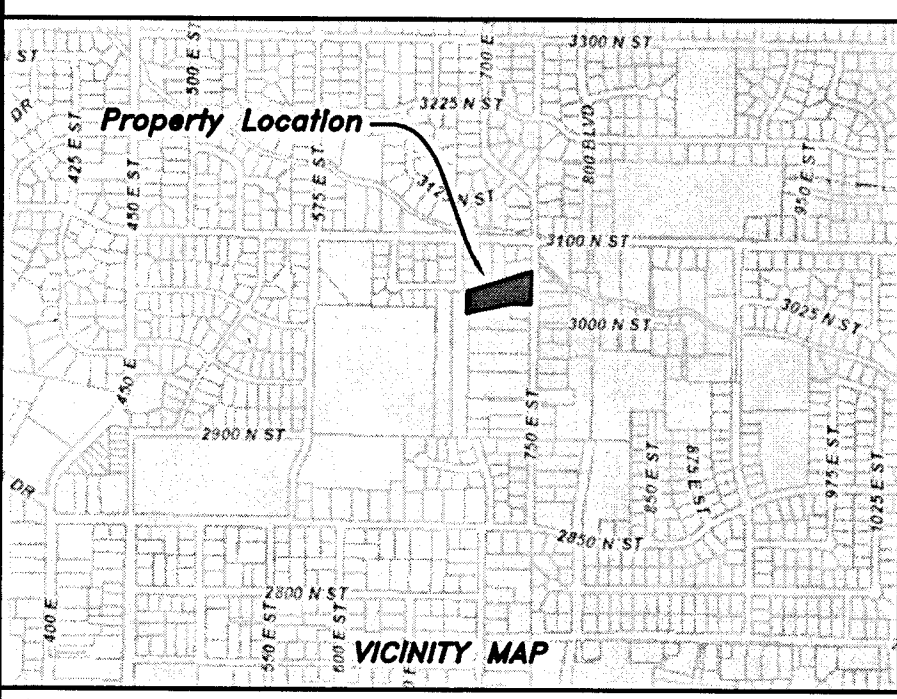 3300 N ST
N ST
500 E ST
700 E
3225 N ST
DR
Property Location
800 BLVD
425 E ST
450 E ST
575 E ST
950 E ST
3125 N ST
3100 N ST
3025 N ST
3000 N ST
450 E
750 E ST
2900 N ST
850 E ST
875 E ST
975 E ST
1025 E ST
DR
2850 N ST
2800 N ST
400 E
550 E ST
600 E ST
VICINITY MAP